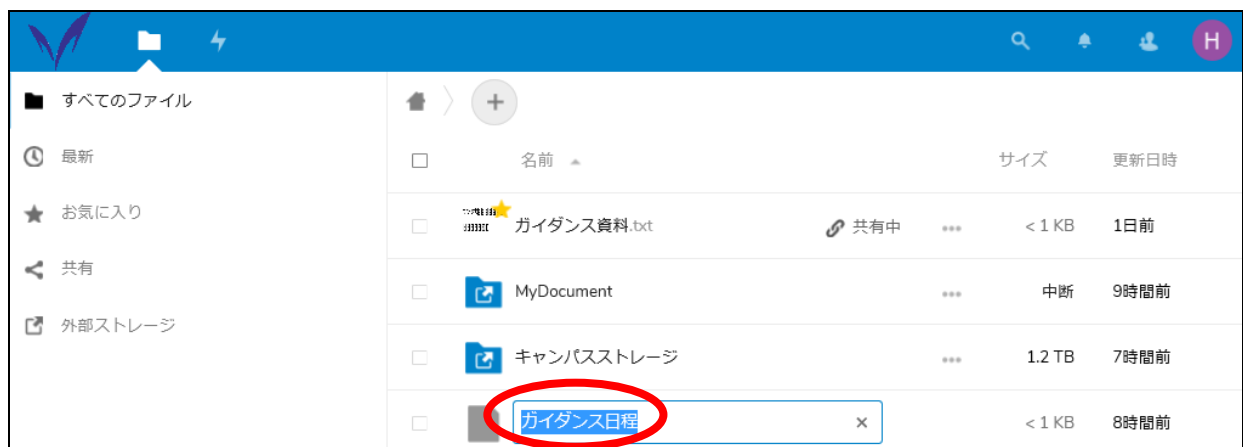 H
すべてのファイル
最新
お気に入り
共有
外部ストレージ
名前 サイズ 更新日時
ガイダンス資料.txt 共有中 < 1 KB 1日前
MyDocument 中断 9時間前
キャンパスストレージ 1.2 TB 7時間前
ガイダンス日程 < 1 KB 8時間前